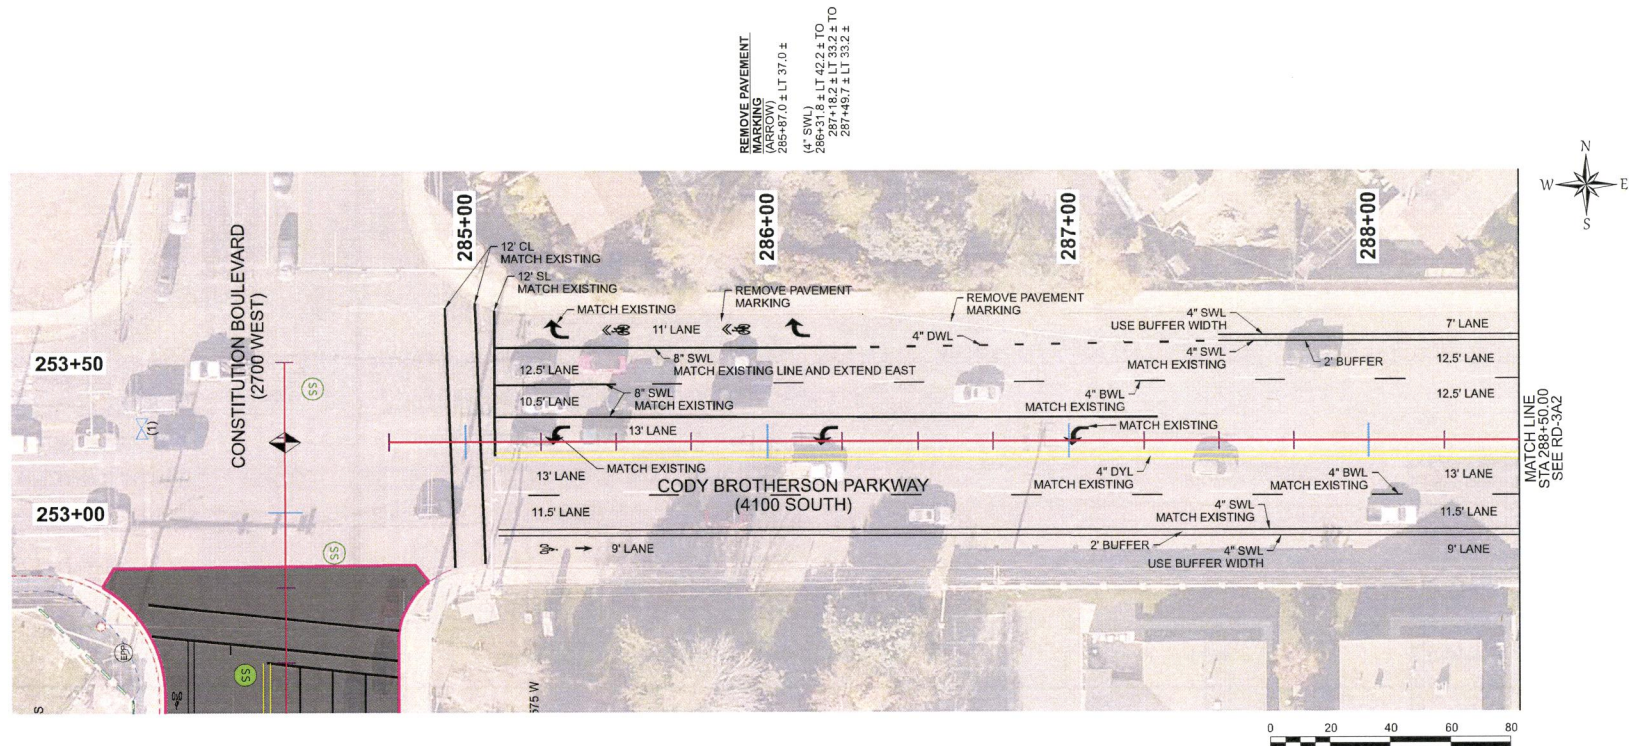 REMOVE PAVEMENT
MARKING
(ARROW)
285+87.0 ± LT 37.0 ±
(4" SWL)
286+31.8 ± LT 42.2 ± TO
287+18.2 ± LT 33.2 ± TO
287+49.7 ± LT 33.2 ±
N
W
E
S
CONSTITUTION BOULEVARD
(2700 WEST)
285+00
286+00
287+00
288+00
12' CL
MATCH EXISTING
12' SL
MATCH EXISTING
MATCH EXISTING
REMOVE PAVEMENT
MARKING
REMOVE PAVEMENT
MARKING
4" SWL
USE BUFFER WIDTH
7' LANE
11' LANE
4" DWL
253+50
8" SWL
MATCH EXISTING LINE AND EXTEND EAST
4" SWL
MATCH EXISTING
2' BUFFER
12.5' LANE
12.5' LANE
SS
10.5' LANE
8" SWL
MATCH EXISTING
4" BWL
MATCH EXISTING
12.5' LANE
(1)
13' LANE
MATCH EXISTING
MATCH LINE
STA 288+50.00
SEE RD-3A2
MATCH EXISTING
13' LANE
4" DYL
MATCH EXISTING
4" BWL
MATCH EXISTING
13' LANE
CODY BROTHERSON PARKWAY
(4100 SOUTH)
253+00
11.5' LANE
4" SWL
MATCH EXISTING
11.5' LANE
SS
9' LANE
2' BUFFER
4" SWL
USE BUFFER WIDTH
9' LANE
EPP
SS
S
575 W
0 20 40 60 80